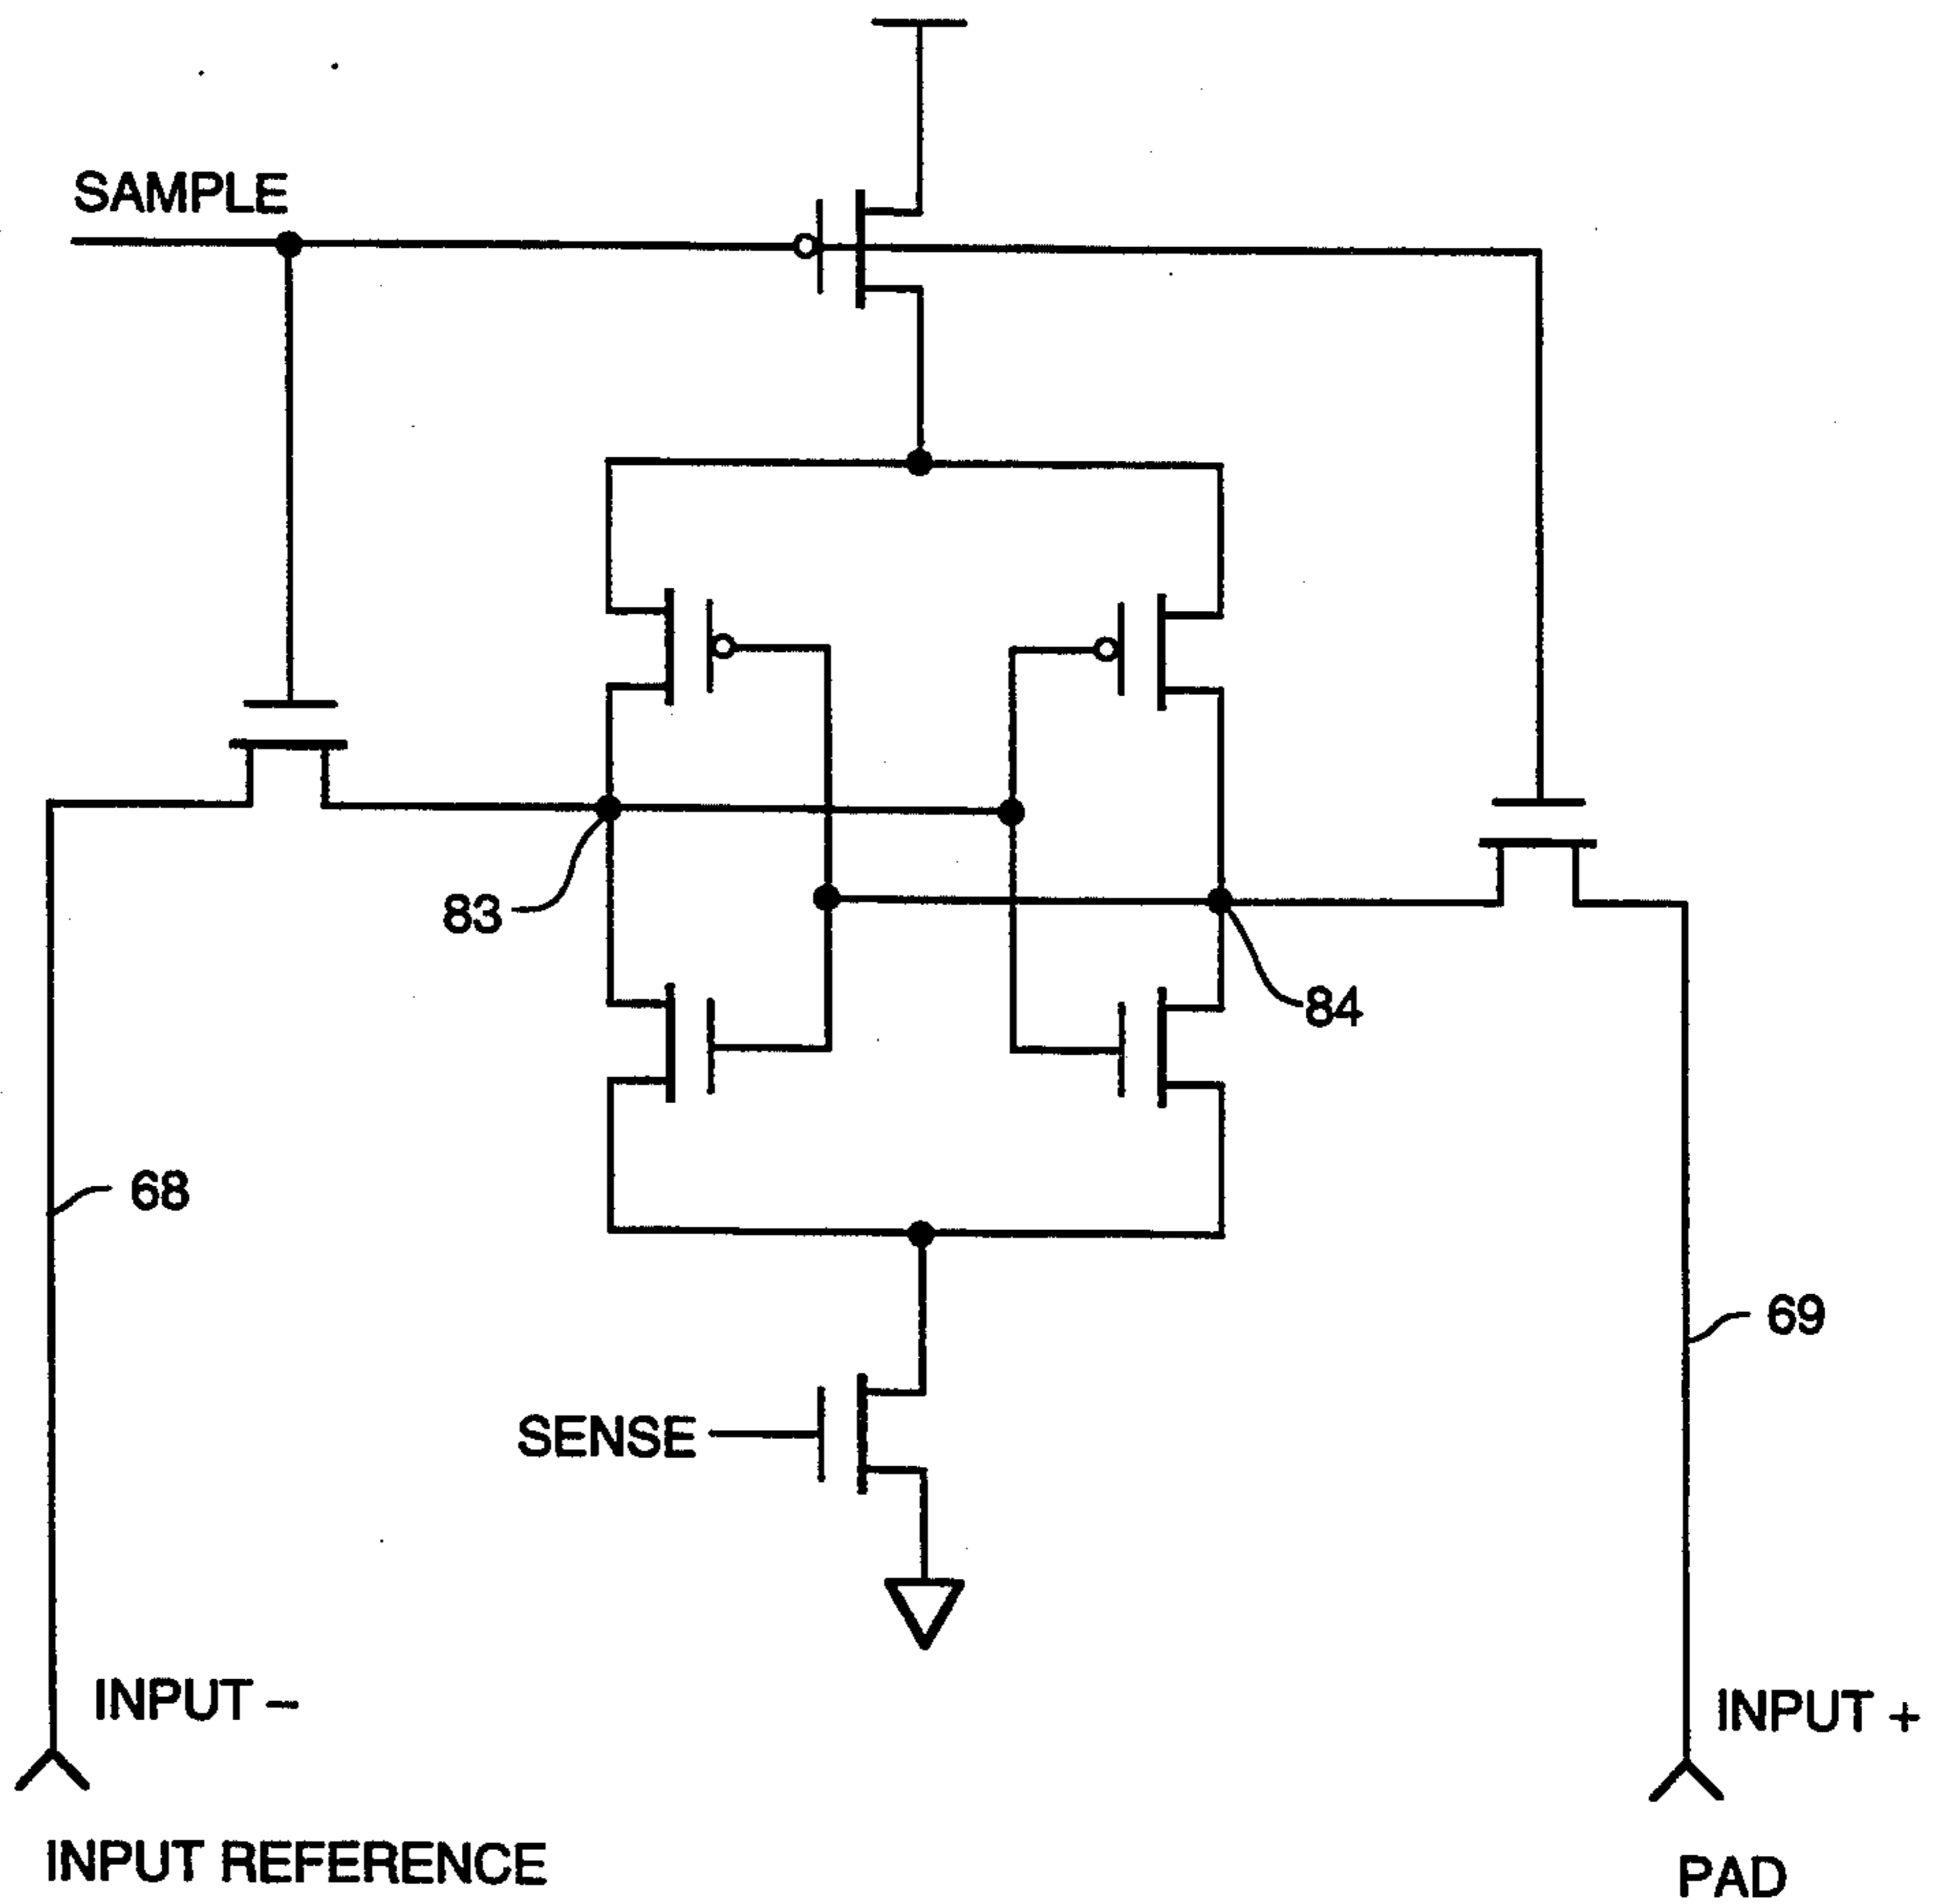 SAMPLE
83
84
68
69
SENSE
INPUT –
INPUT +
INPUT REFERENCE
PAD